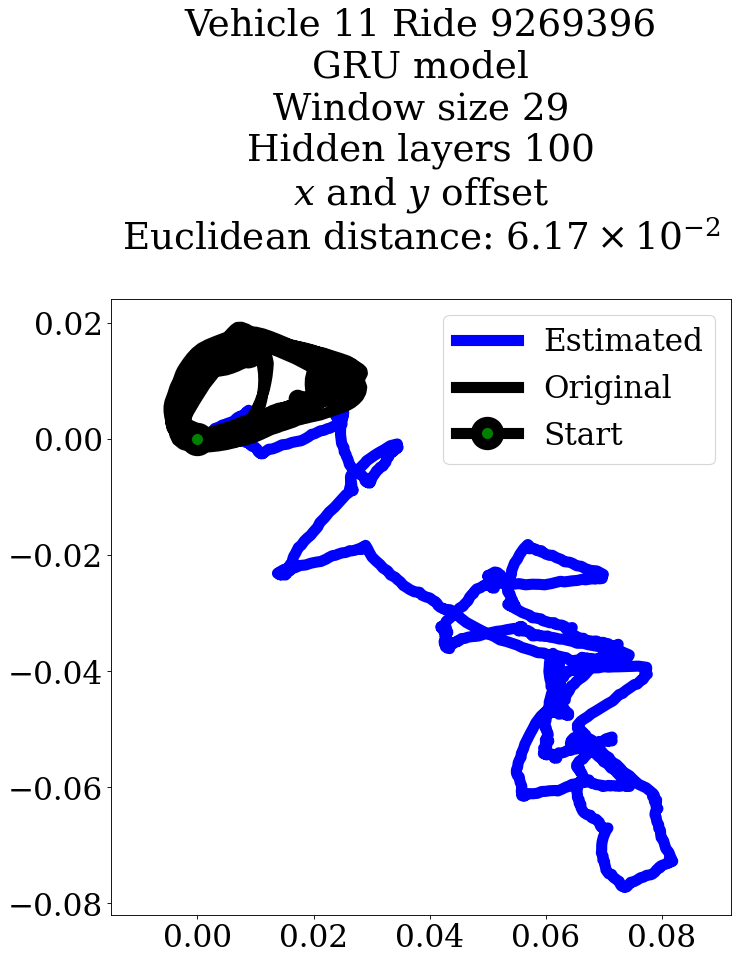 Vehicle 11 Ride 9269396
GRU model
Window size 29
Hidden layers 100
x and y offset
Euclidean distance: 6.17 × 10⁻²
Estimated
Original
Start
0.02
0.00
−0.02
−0.04
−0.06
−0.08
0.00 0.02 0.04 0.06 0.08